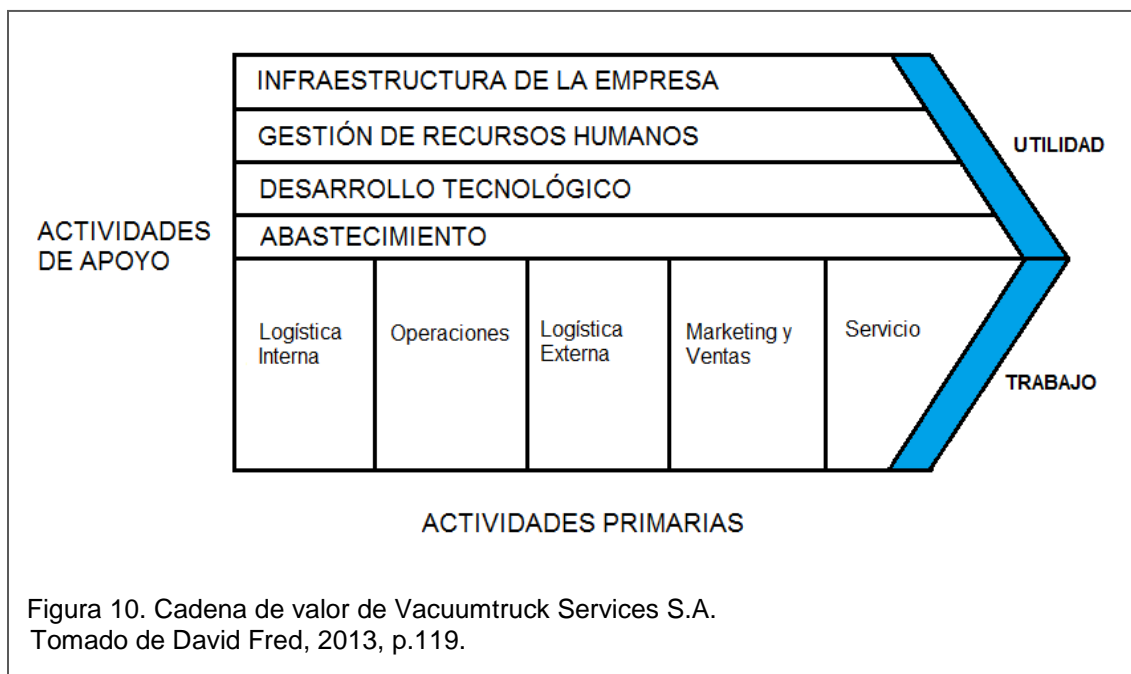 INFRAESTRUCTURA DE LA EMPRESA
GESTIÓN DE RECURSOS HUMANOS
UTILIDAD
DESARROLLO TECNOLÓGICO
ACTIVIDADES
DE APOYO
ABASTECIMIENTO
Logística
Interna
Operaciones
Logística
Externa
Marketing y
Ventas
Servicio
TRABAJO
ACTIVIDADES PRIMARIAS
Figura 10. Cadena de valor de Vacuumtruck Services S.A.
Tomado de David Fred, 2013, p.119.